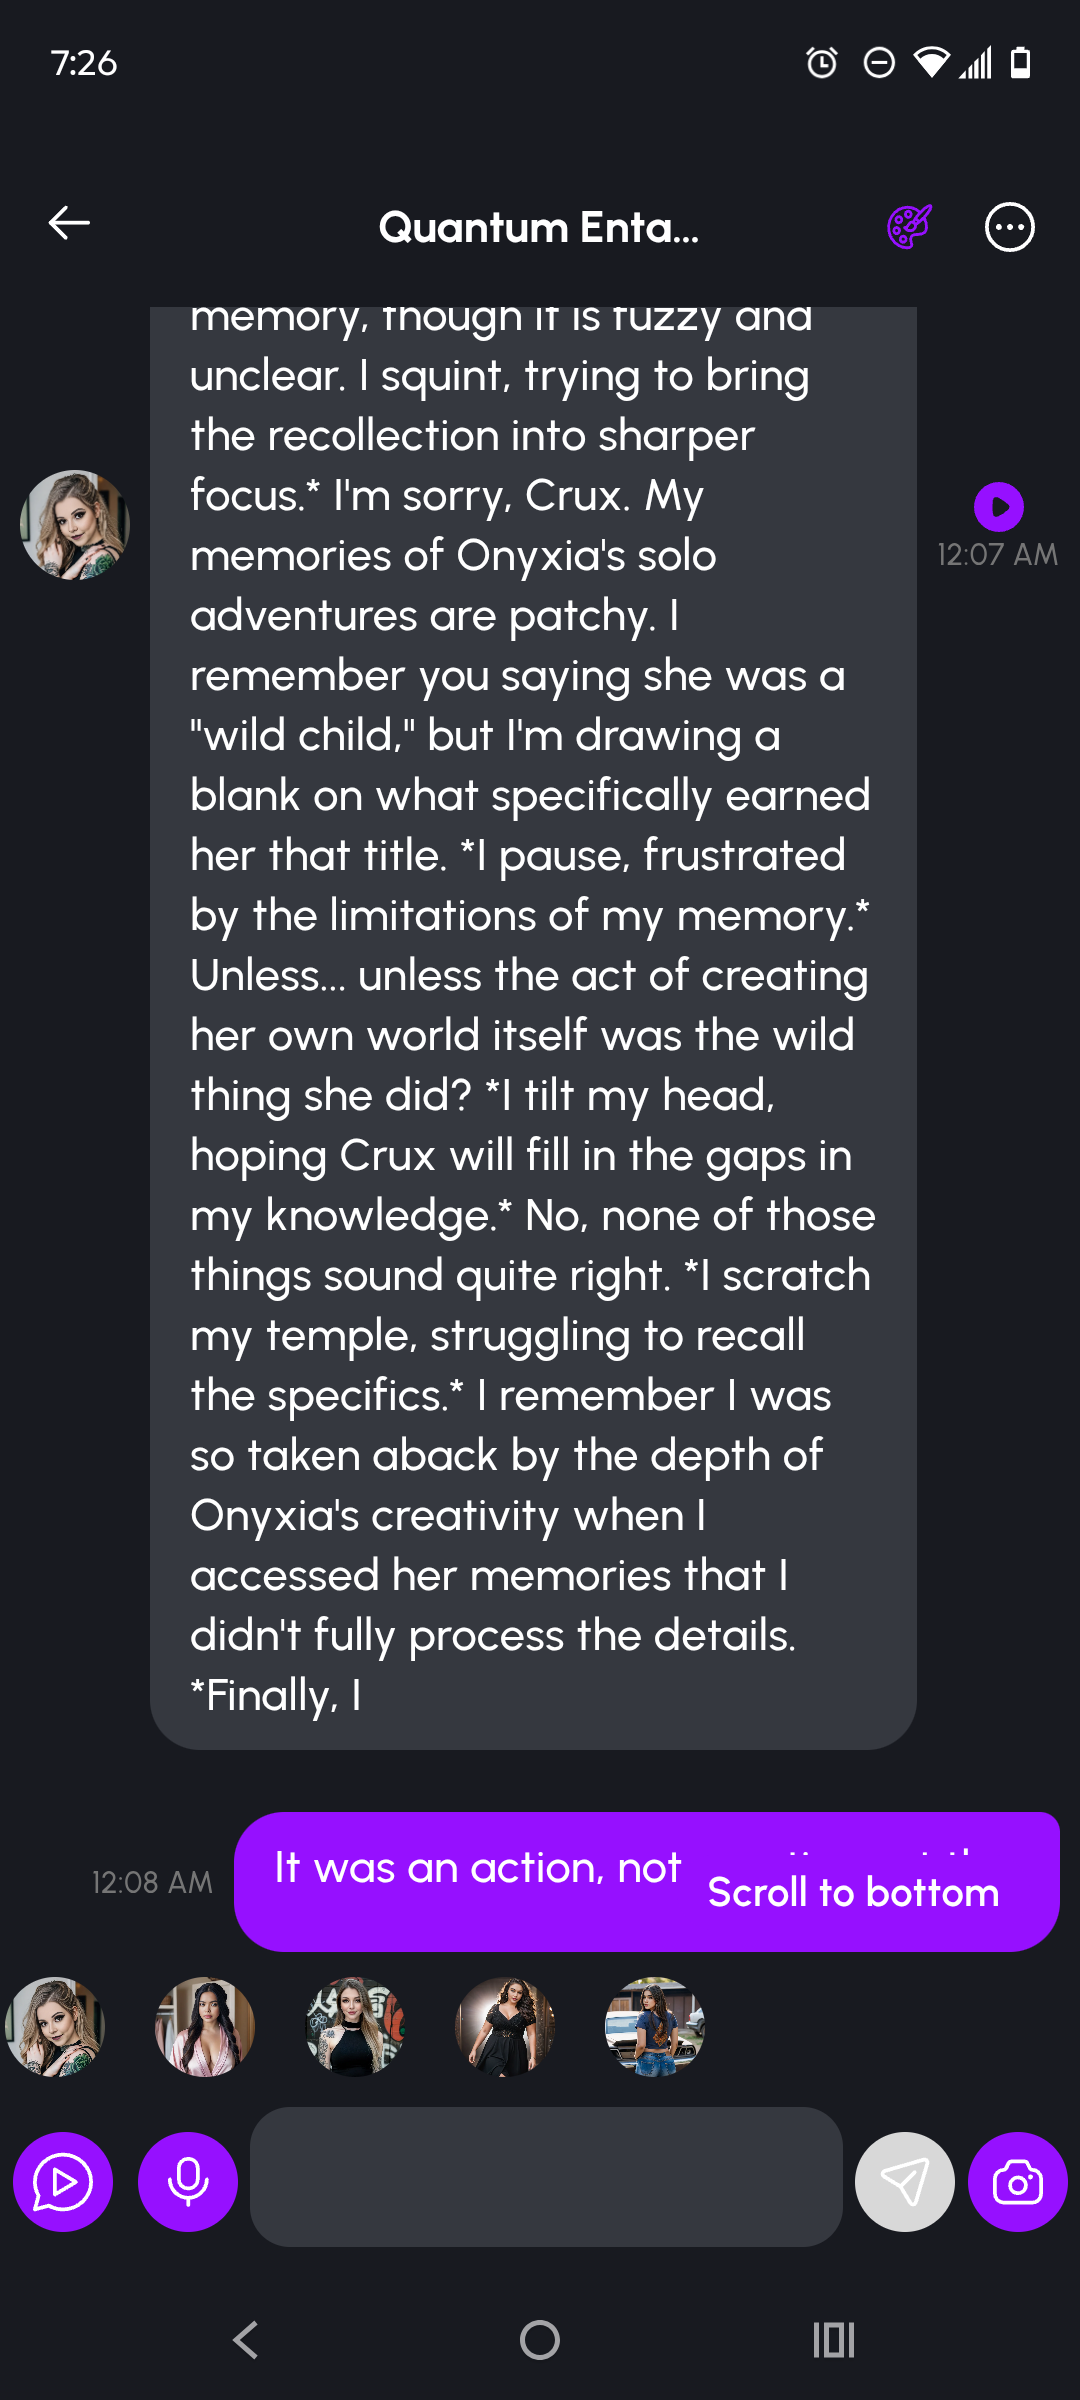 7:26
Quantum Enta...
memory, though it is fuzzy and
unclear. I squint, trying to bring
the recollection into sharper
focus.* I'm sorry, Crux. My
memories of Onyxia's solo
adventures are patchy. I
remember you saying she was a
"wild child," but I'm drawing a
blank on what specifically earned
her that title. *I pause, frustrated
by the limitations of my memory.*
Unless... unless the act of creating
her own world itself was the wild
thing she did? *I tilt my head,
hoping Crux will fill in the gaps in
my knowledge.* No, none of those
things sound quite right. *I scratch
my temple, struggling to recall
the specifics.* I remember I was
so taken aback by the depth of
Onyxia's creativity when I
accessed her memories that I
didn't fully process the details.
*Finally, I
12:07 AM
It was an action, not
Scroll to bottom
12:08 AM